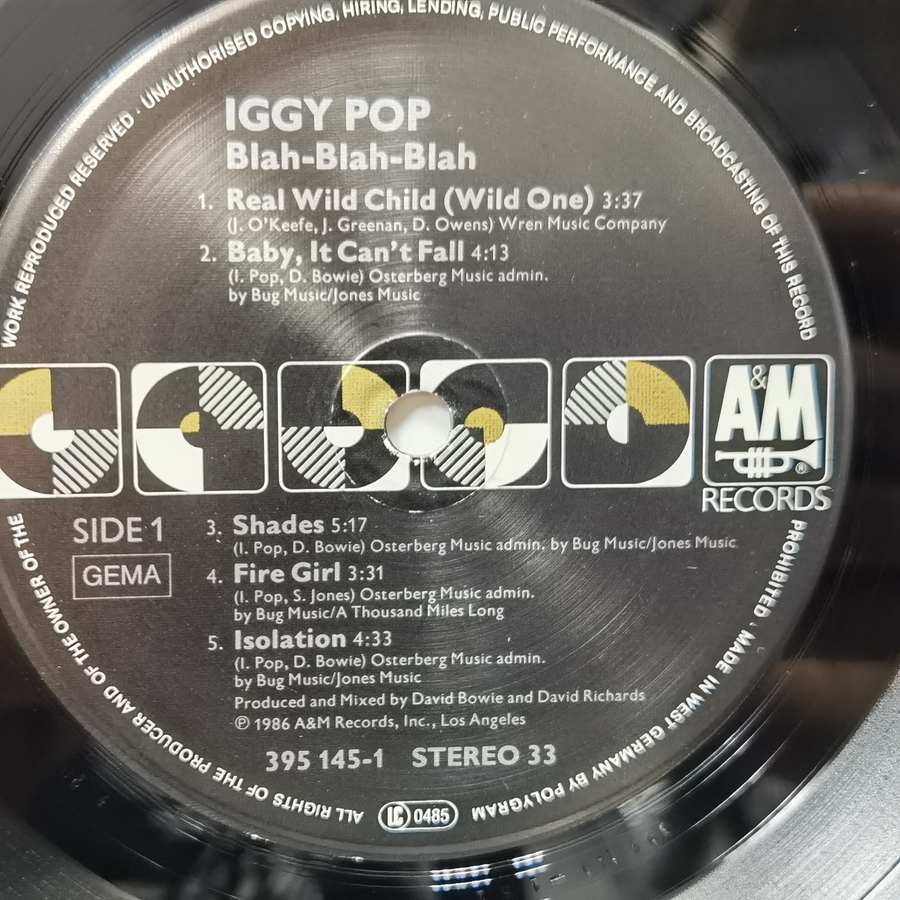 WORK REPRODUCED RESERVED · UNAUTHORISED COPYING, HIRING, LENDING, PUBLIC PERFORMANCE AND BROADCASTING OF THIS RECORD
IGGY POP
Blah-Blah-Blah
1. Real Wild Child (Wild One) 3:37
(J. O'Keefe, J. Greenan, D. Owens) Wren Music Company
2. Baby, It Can't Fall 4:13
(I. Pop, D. Bowie) Osterberg Music admin.
by Bug Music/Jones Music
A&M
®
RECORDS
SIDE 1
GEMA
3. Shades 5:17
(I. Pop, D. Bowie) Osterberg Music admin. by Bug Music/Jones Music
4. Fire Girl 3:31
(I. Pop, S. Jones) Osterberg Music admin.
by Bug Music/A Thousand Miles Long
5. Isolation 4:33
(I. Pop, D. Bowie) Osterberg Music admin.
by Bug Music/Jones Music
Produced and Mixed by David Bowie and David Richards
℗ 1986 A&M Records, Inc., Los Angeles
395 145-1 STEREO 33
PROHIBITED · MADE IN WEST GERMANY BY POLYGRAM
LC 0485
ALL RIGHTS OF THE PRODUCER AND OF THE OWNER OF THE